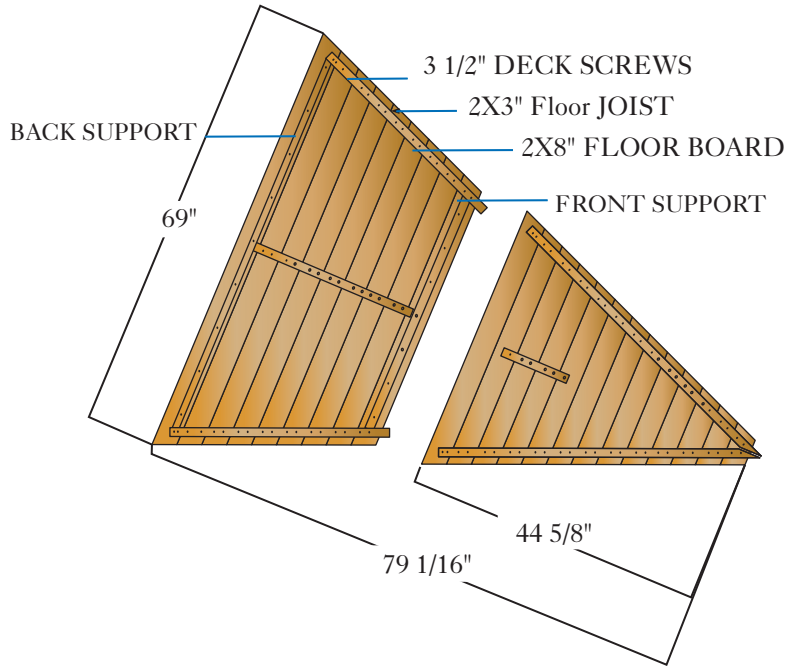 3 1/2" DECK SCREWS
2X3" Floor JOIST
BACK SUPPORT
2X8" FLOOR BOARD
FRONT SUPPORT
69"
44 5/8"
79 1/16"